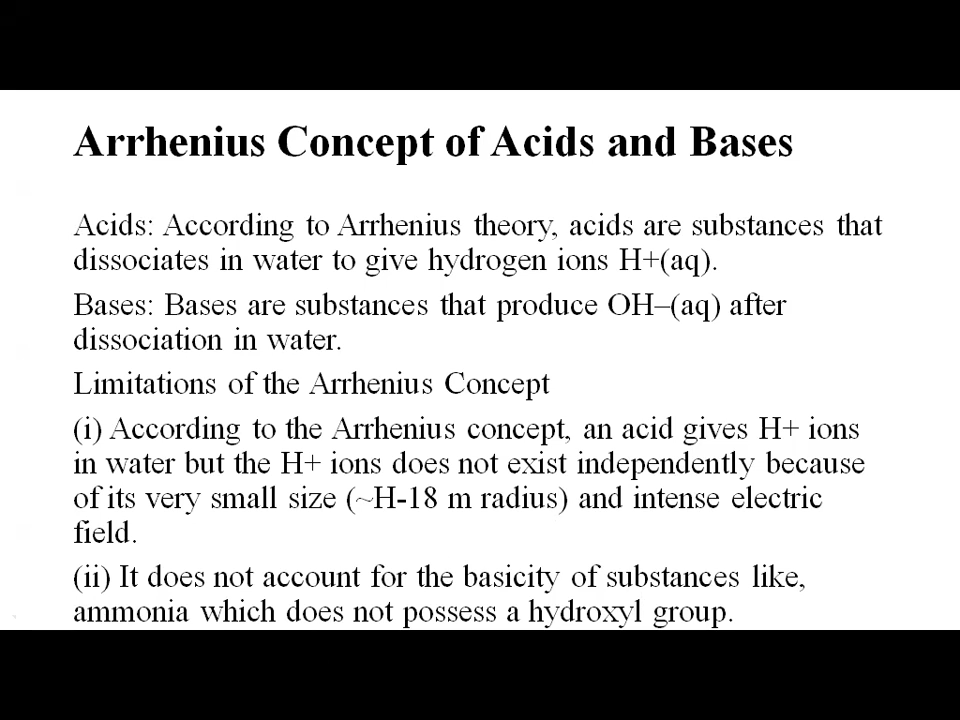 Arrhenius Concept of Acids and Bases
Acids: According to Arrhenius theory, acids are substances that
dissociates in water to give hydrogen ions H+(aq).
Bases: Bases are substances that produce OH–(aq) after
dissociation in water.
Limitations of the Arrhenius Concept
(i) According to the Arrhenius concept, an acid gives H+ ions
in water but the H+ ions does not exist independently because
of its very small size (~H-18 m radius) and intense electric
field.
(ii) It does not account for the basicity of substances like,
ammonia which does not possess a hydroxyl group.